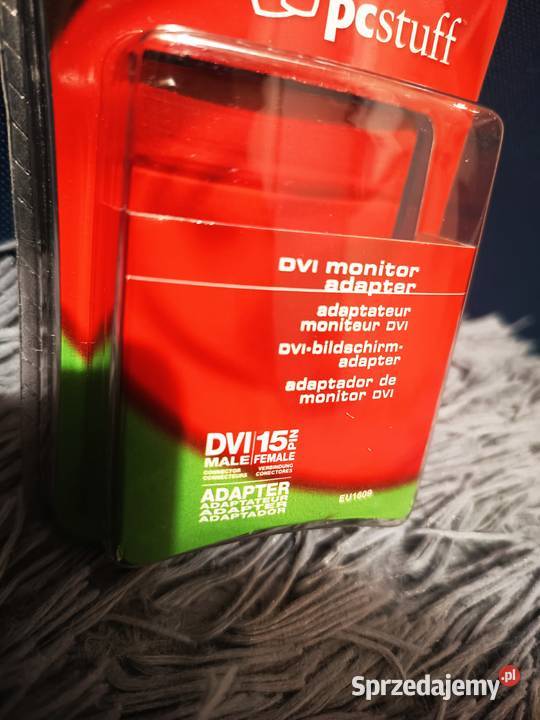 pcstuff
DVI monitor
adapter
adaptateur
moniteur DVI
DVI-bildschirm-
adapter
adaptador de
monitor DVI
DVI 15 PIN
MALE FEMALE
CONNECTOR VERBINDUNG
CONNECTEURS CONECTORES
ADAPTER
ADAPTATEUR
ADAPTER
ADAPTADOR
EU1609
Sprzedajemy.pl